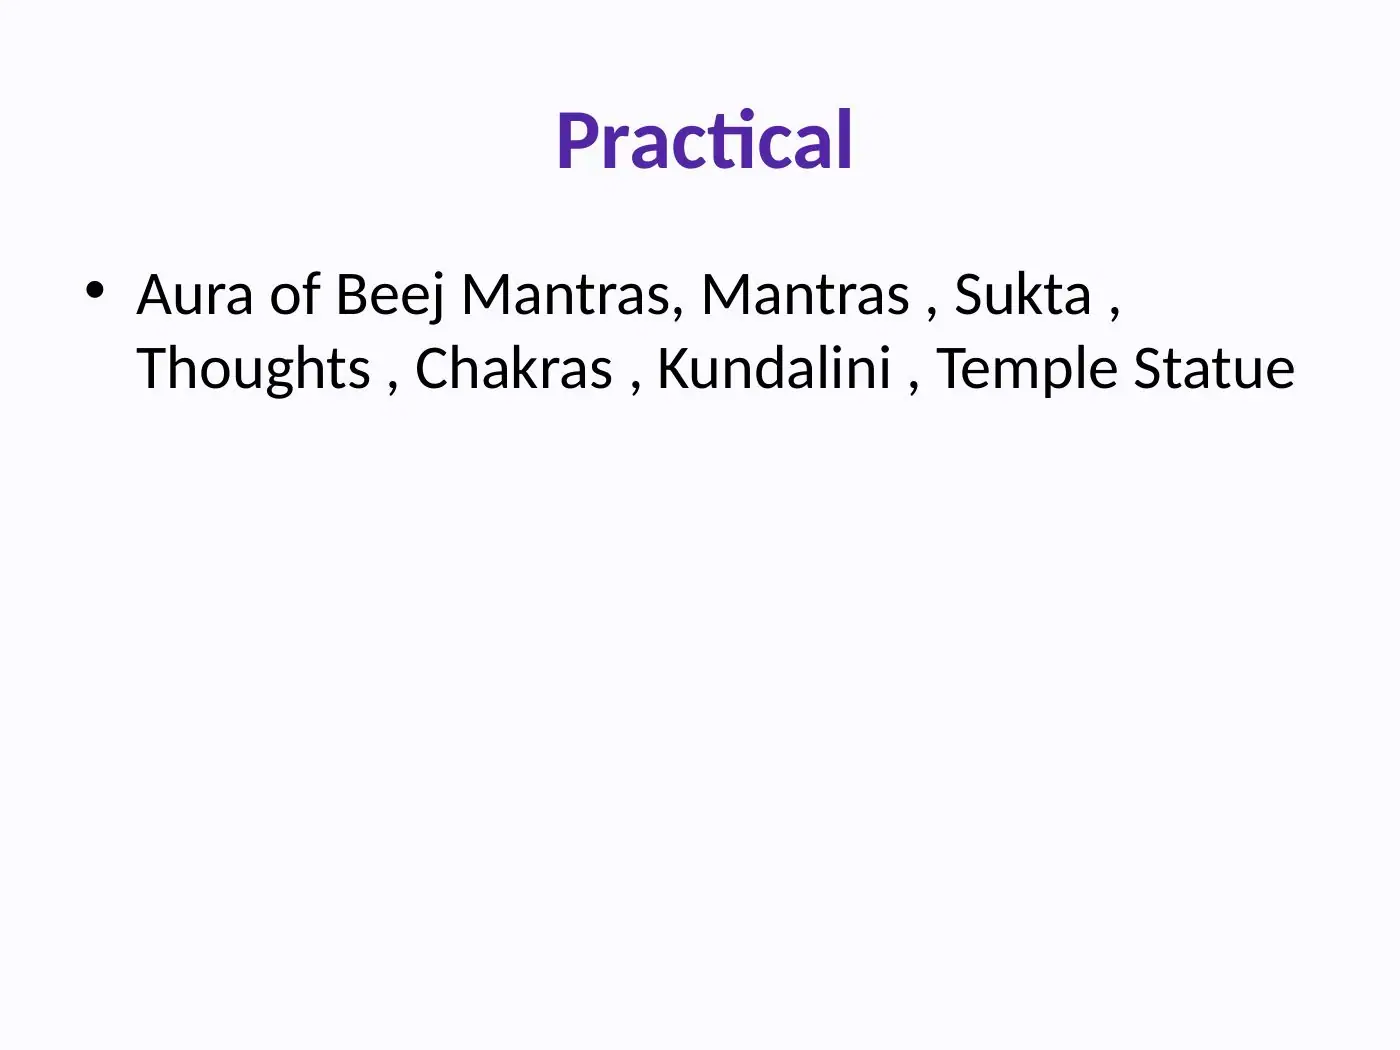 Practical
• Aura of Beej Mantras, Mantras , Sukta ,
Thoughts , Chakras , Kundalini , Temple Statue